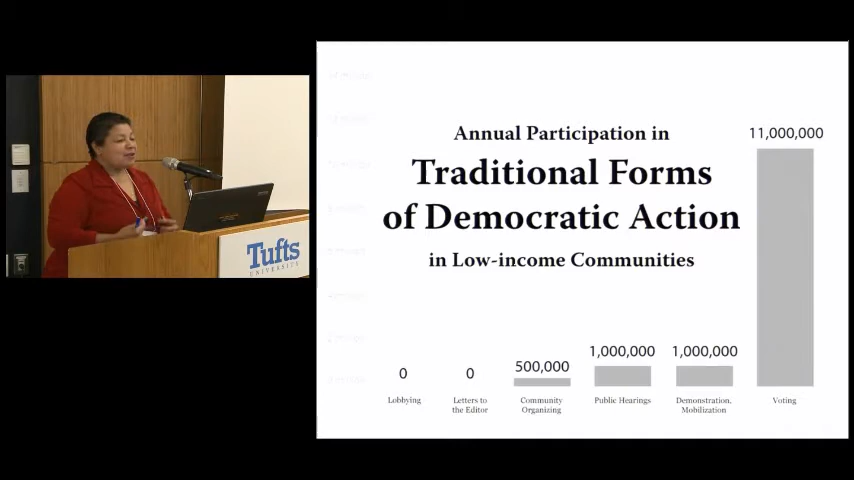 Tufts
UNIVERSITY
Annual Participation in
Traditional Forms
of Democratic Action
in Low-income Communities
11,000,000
0
0
500,000
1,000,000
1,000,000
Lobbying
Letters to
the Editor
Community
Organizing
Public Hearings
Demonstration,
Mobilization
Voting